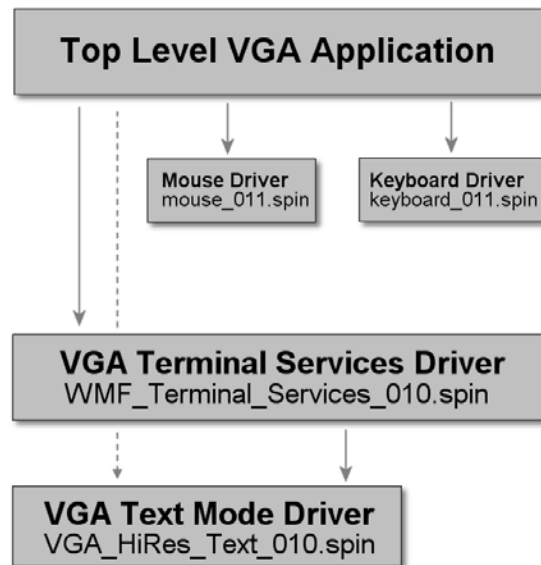 Top Level VGA Application
Mouse Driver
mouse_011.spin
Keyboard Driver
keyboard_011.spin
VGA Terminal Services Driver
WMF_Terminal_Services_010.spin
VGA Text Mode Driver
VGA_HiRes_Text_010.spin